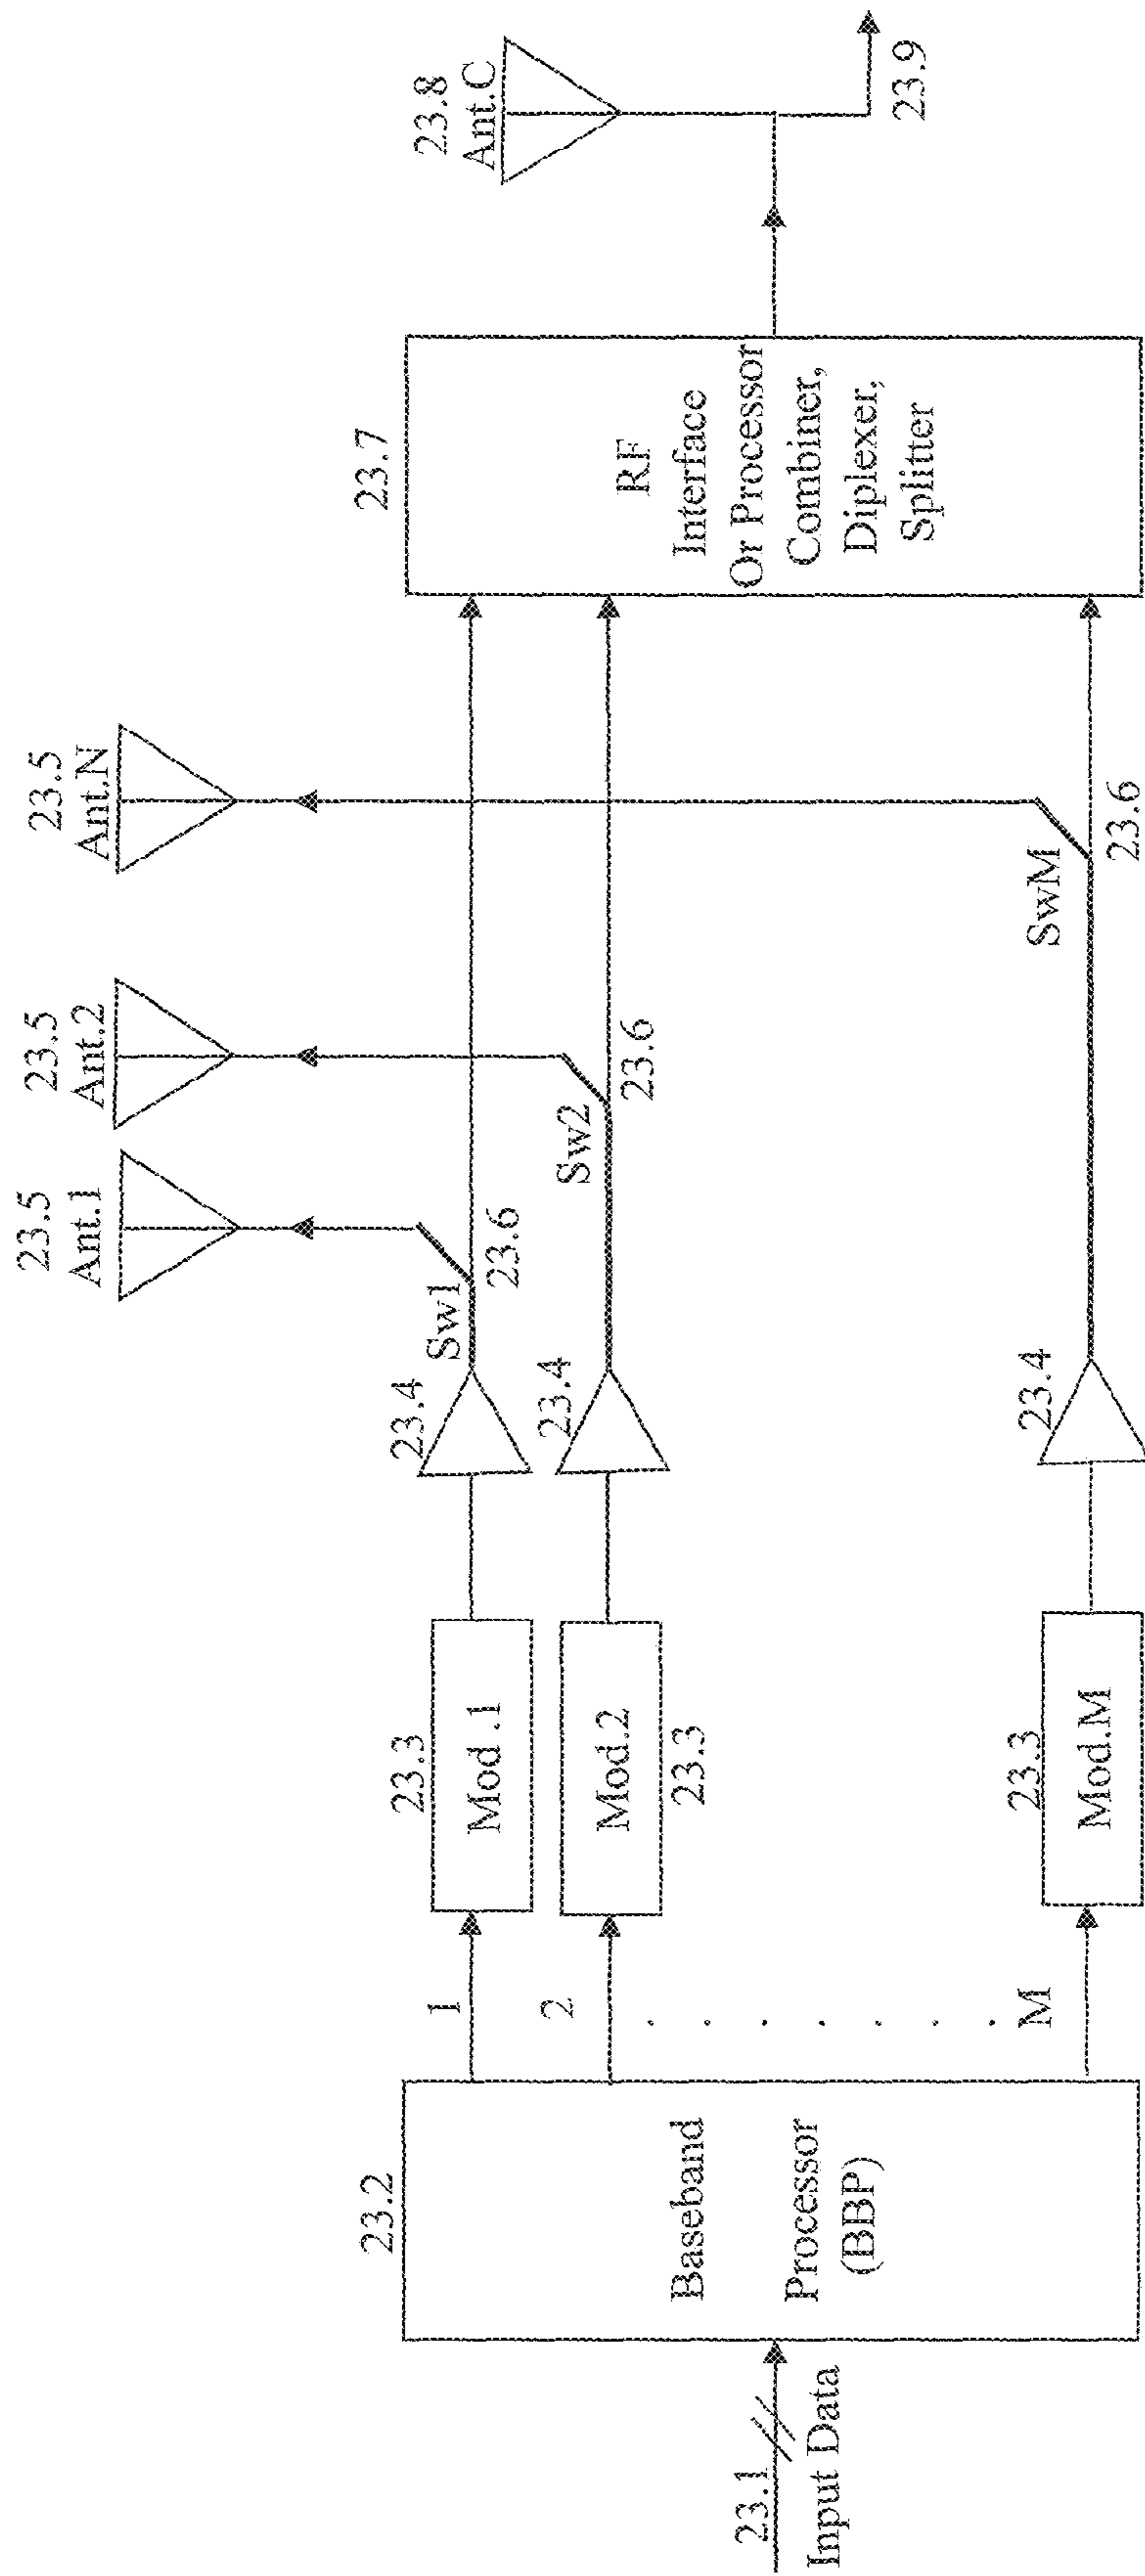 23.1
Input Data
23.2
Baseband
Processor
(BBP)
1
2
M
23.3
Mod .1
Mod.2
23.3
23.3
Mod.M
23.4
23.4
23.4
Sw1
23.6
Sw2
23.6
SwM
23.6
23.5
Ant.1
23.5
Ant.2
23.5
Ant.N
23.7
RF
Interface
Or Processor
Combiner,
Diplexer,
Splitter
23.8
Ant.C
23.9